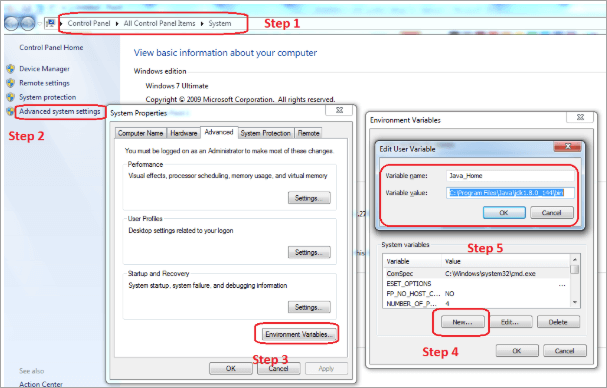 Control Panel ▸ All Control Panel Items ▸ System
Step 1
Control Panel Home
Device Manager
Remote settings
System protection
Advanced system settings
Step 2
View basic information about your computer
Windows edition
Windows 7 Ultimate
Copyright © 2009 Microsoft Corporation. All rights reserved.
System Properties
Computer Name Hardware Advanced System Protection Remote
You must be logged on as an Administrator to make most of these changes.
Performance
Visual effects, processor scheduling, memory usage, and virtual memory
Settings...
User Profiles
Desktop settings related to your logon
Settings...
Startup and Recovery
System startup, system failure, and debugging information
Settings...
Environment Variables...
Step 3
OK Cancel Apply
Environment Variables
Edit User Variable
Variable name: Java_Home
Variable value: C:\Program Files\Java\jdk1.8.0_144\bin
OK Cancel
Step 5
System variables
Variable Value
ComSpec C:\Windows\system32\cmd.exe
ESET_OPTIONS ...
FP_NO_HOST_C... NO
NUMBER_OF_P... 4
New... Edit... Delete
Step 4
OK Cancel
See also
Action Center